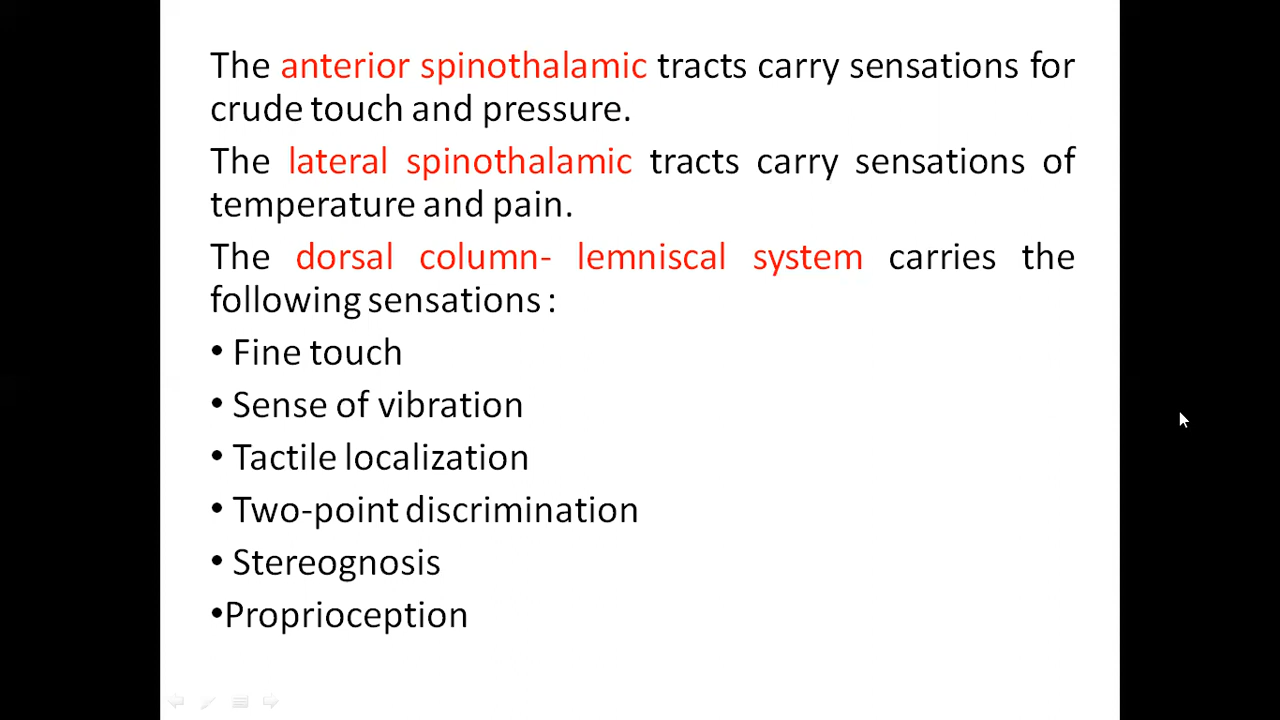 The anterior spinothalamic tracts carry sensations for
crude touch and pressure.
The lateral spinothalamic tracts carry sensations of
temperature and pain.
The dorsal column- lemniscal system carries the
following sensations :
• Fine touch
• Sense of vibration
• Tactile localization
• Two-point discrimination
• Stereognosis
•Proprioception